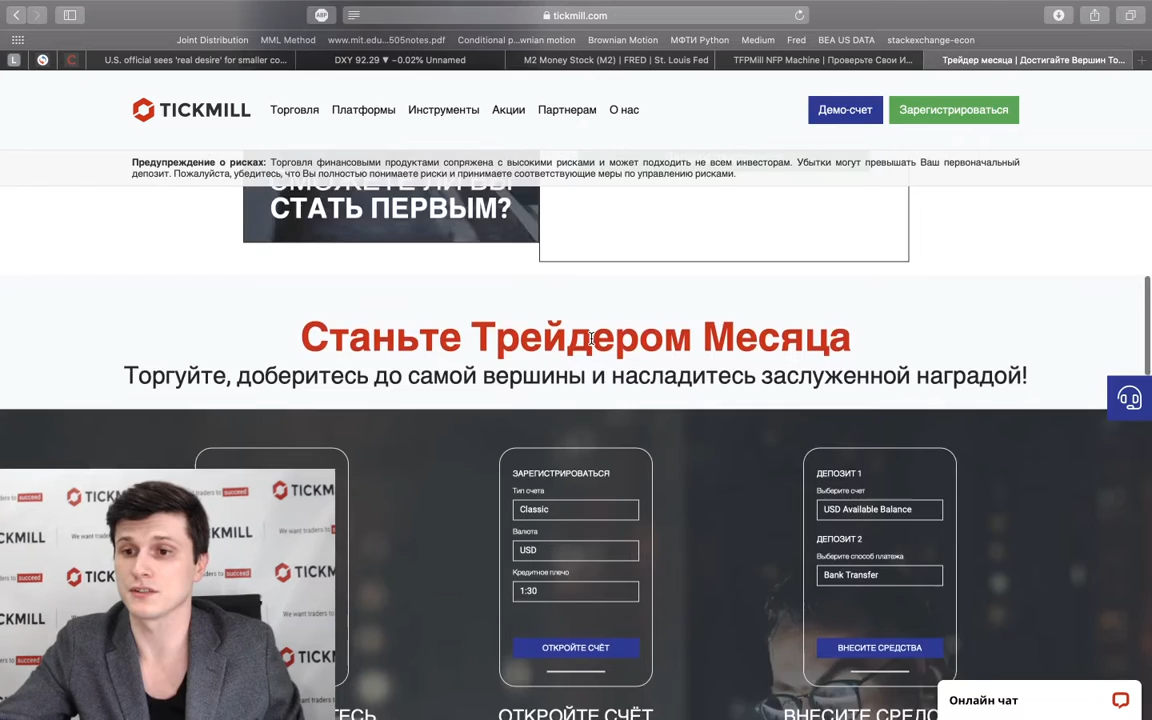 tickmill.com
Joint Distribution MML Method www.mit.edu...505notes.pdf Conditional p...wnian motion Brownian Motion МФТИ Python Medium Fred BEA US DATA stackexchange-econ
U.S. official sees 'real desire' for smaller co... DXY 92.29 ▼ −0.02% Unnamed M2 Money Stock (M2) | FRED | St. Louis Fed TFPMill NFP Machine | Проверьте Свои И... Трейдер месяца | Достигайте Вершин То...
TICKMILL Торговля Платформы Инструменты Акции Партнерам О нас Демо-счет Зарегистрироваться
Предупреждение о рисках: Торговля финансовыми продуктами сопряжена с высокими рисками и может подходить не всем инвесторам. Убытки могут превышать Ваш первоначальный
депозит. Пожалуйста, убедитесь, что Вы полностью понимаете риски и принимаете соответствующие меры по управлению рисками.
СМОЖЕТЕ ЛИ ВЫ
СТАТЬ ПЕРВЫМ?
Станьте Трейдером Месяца
Торгуйте, доберитесь до самой вершины и насладитесь заслуженной наградой!
ЗАРЕГИСТРИРОВАТЬСЯ
Тип счета
Classic
Валюта
USD
Кредитное плечо
1:30
ОТКРОЙТЕ СЧЁТ
ДЕПОЗИТ 1
Выберите счет
USD Available Balance
ДЕПОЗИТ 2
Выберите способ платежа
Bank Transfer
ВНЕСИТЕ СРЕДСТВА
ТЕСЬ ОТКРОЙТЕ СЧЁТ ВНЕСИТЕ СРЕДС
Онлайн чат